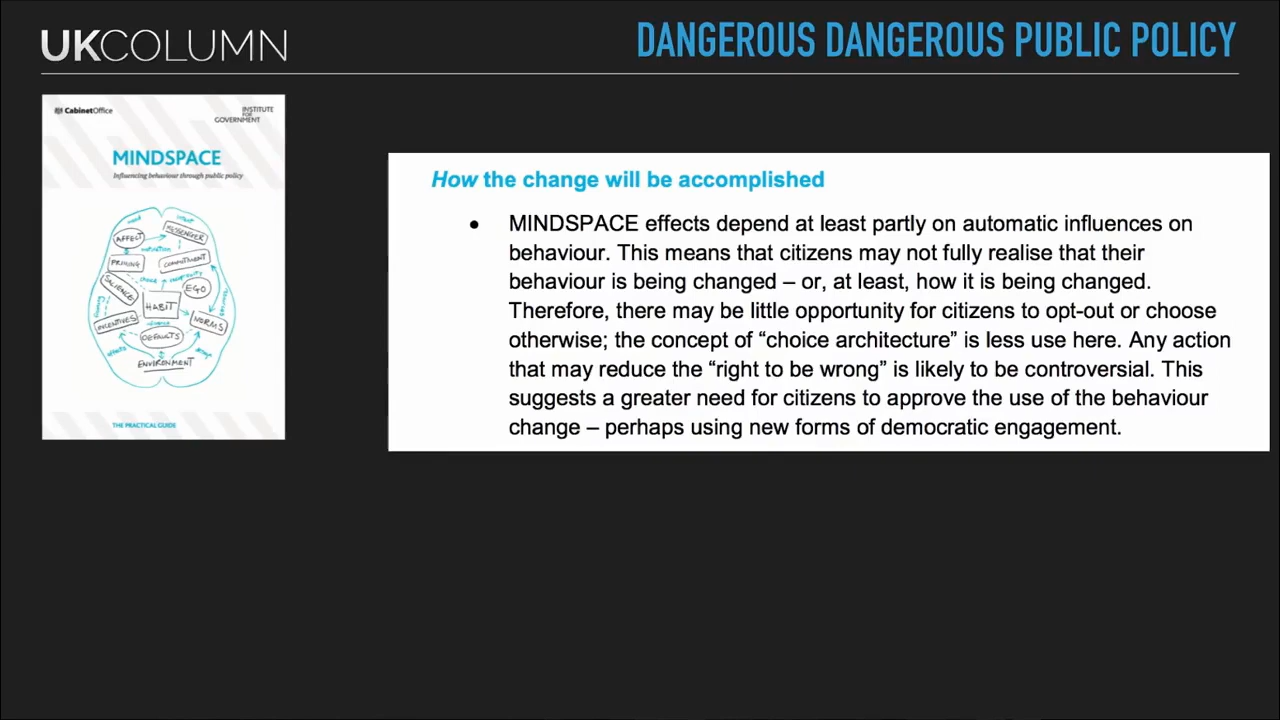 UKCOLUMN
DANGEROUS DANGEROUS PUBLIC POLICY
CabinetOffice
INSTITUTE
FOR
GOVERNMENT
MINDSPACE
Influencing behaviour through public policy
AFFECT
MESSENGER
PRIMING
COMMITMENT
SALIENCE
EGO
HABIT
INCENTIVES
NORMS
DEFAULTS
ENVIRONMENT
THE PRACTICAL GUIDE
How the change will be accomplished
• MINDSPACE effects depend at least partly on automatic influences on
behaviour. This means that citizens may not fully realise that their
behaviour is being changed – or, at least, how it is being changed.
Therefore, there may be little opportunity for citizens to opt-out or choose
otherwise; the concept of “choice architecture” is less use here. Any action
that may reduce the “right to be wrong” is likely to be controversial. This
suggests a greater need for citizens to approve the use of the behaviour
change – perhaps using new forms of democratic engagement.